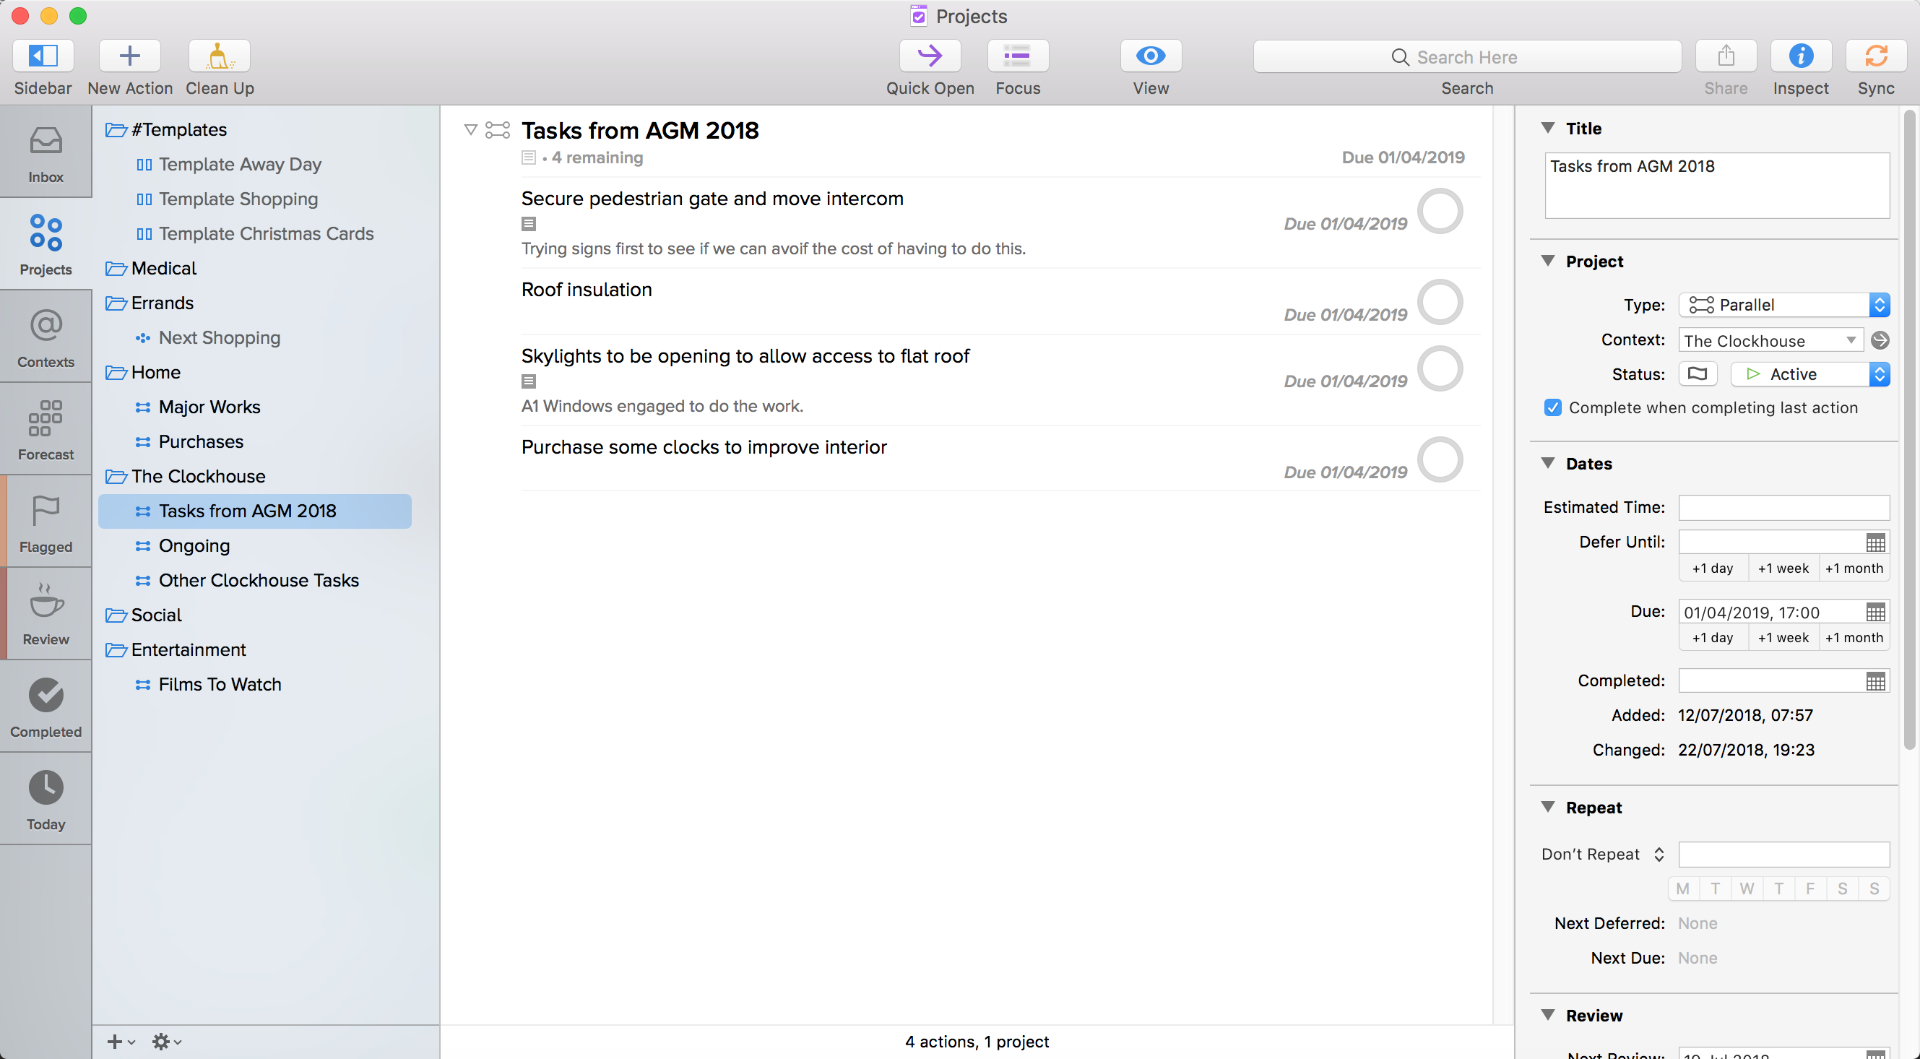 Projects
Sidebar
New Action
Clean Up
Quick Open
Focus
View
Search Here
Search
Share
Inspect
Sync
Inbox
Projects
Contexts
Forecast
Flagged
Review
Completed
Today
#Templates
Template Away Day
Template Shopping
Template Christmas Cards
Medical
Errands
Next Shopping
Home
Major Works
Purchases
The Clockhouse
Tasks from AGM 2018
Ongoing
Other Clockhouse Tasks
Social
Entertainment
Films To Watch
Tasks from AGM 2018
• 4 remaining
Due 01/04/2019
Secure pedestrian gate and move intercom
Due 01/04/2019
Trying signs first to see if we can avoif the cost of having to do this.
Roof insulation
Due 01/04/2019
Skylights to be opening to allow access to flat roof
Due 01/04/2019
A1 Windows engaged to do the work.
Purchase some clocks to improve interior
Due 01/04/2019
4 actions, 1 project
Title
Tasks from AGM 2018
Project
Type: Parallel
Context: The Clockhouse
Status: Active
Complete when completing last action
Dates
Estimated Time:
Defer Until:
+1 day +1 week +1 month
Due: 01/04/2019, 17:00
+1 day +1 week +1 month
Completed:
Added: 12/07/2018, 07:57
Changed: 22/07/2018, 19:23
Repeat
Don't Repeat
M T W T F S S
Next Deferred: None
Next Due: None
Review
Next Review: 19 Jul 2018